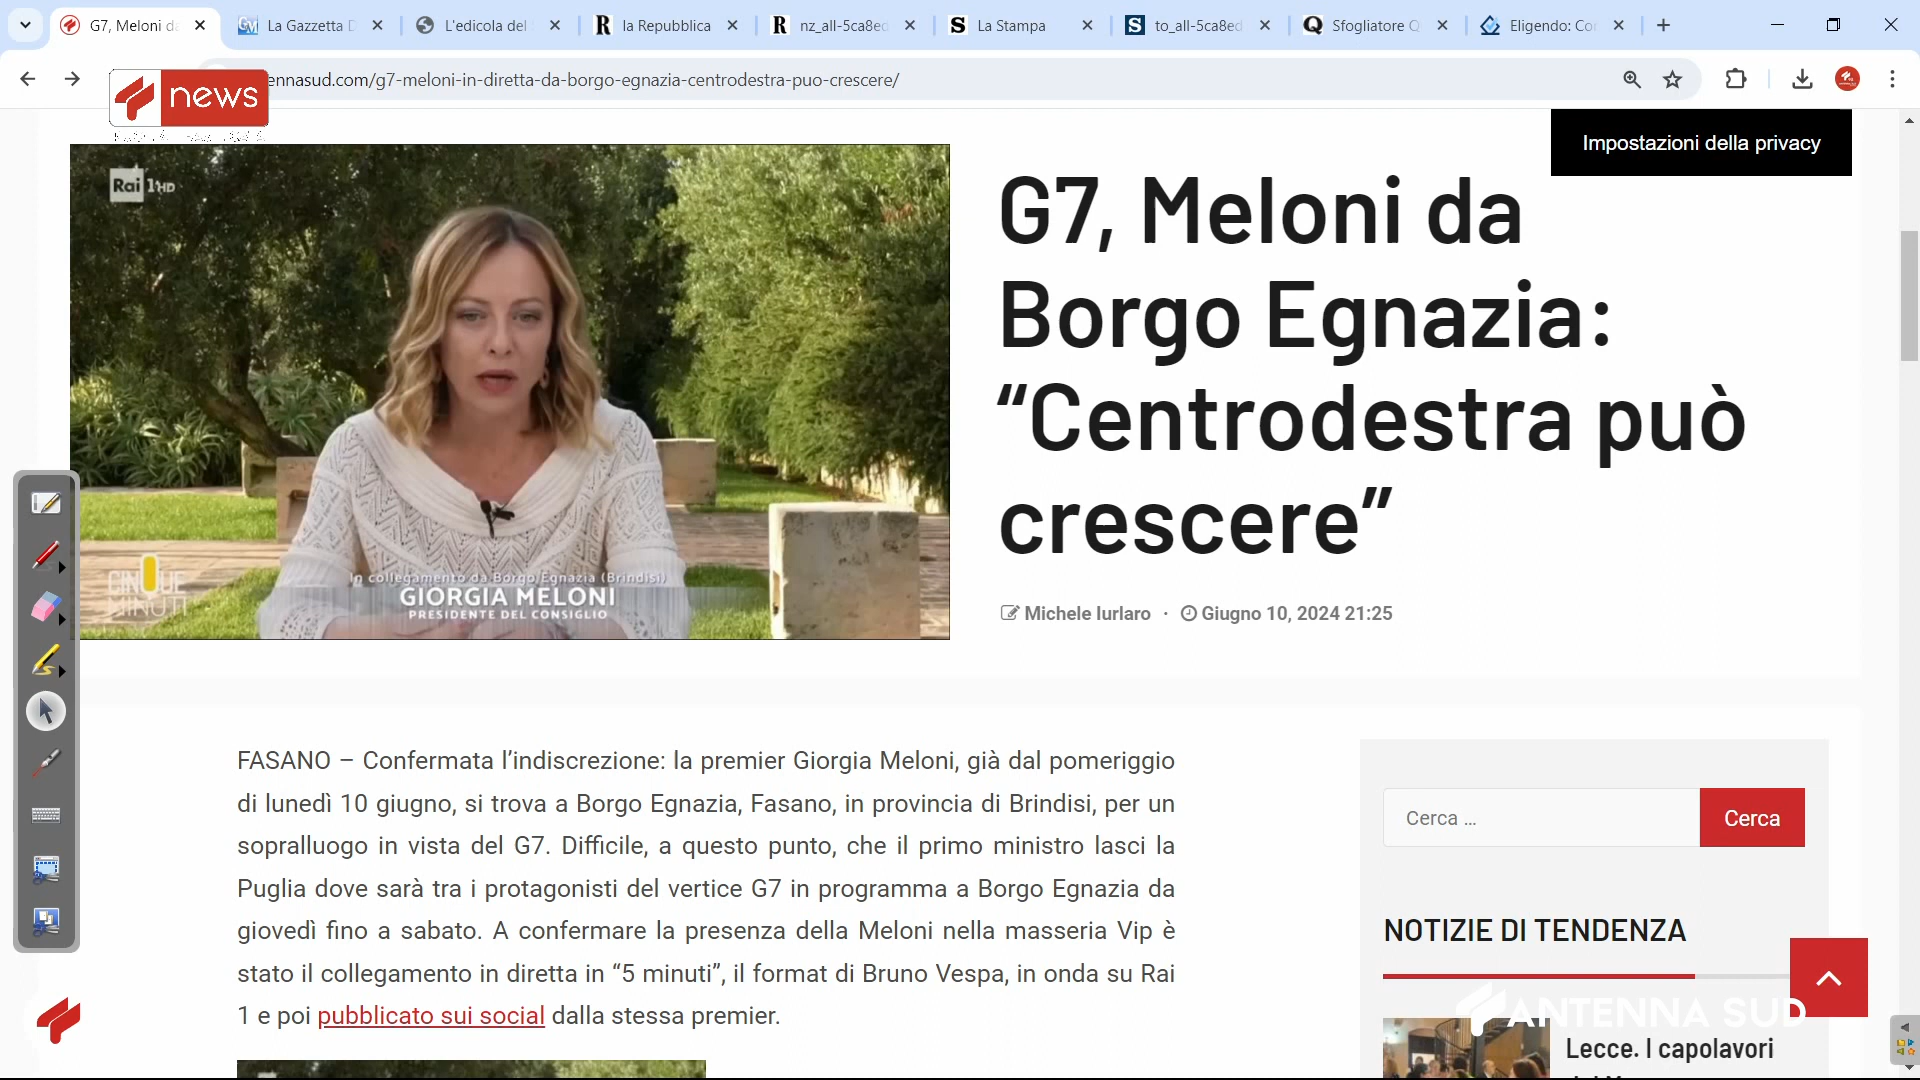 G7, Meloni da
La Gazzetta D
L'edicola del
la Repubblica
nz_all-5ca8ed
La Stampa
to_all-5ca8ed
Sfogliatore Q
Eligendo: Co
ennasud.com/g7-meloni-in-diretta-da-borgo-egnazia-centrodestra-puo-crescere/
news
Impostazioni della privacy
Rai 1 HD
G7, Meloni da
Borgo Egnazia:
“Centrodestra può
crescere”
Michele Iurlaro · Giugno 10, 2024 21:25
CINQUE
MINUTI
In collegamento da Borgo Egnazia (Brindisi)
GIORGIA MELONI
PRESIDENTE DEL CONSIGLIO
FASANO – Confermata l’indiscrezione: la premier Giorgia Meloni, già dal pomeriggio
di lunedì 10 giugno, si trova a Borgo Egnazia, Fasano, in provincia di Brindisi, per un
sopralluogo in vista del G7. Difficile, a questo punto, che il primo ministro lasci la
Puglia dove sarà tra i protagonisti del vertice G7 in programma a Borgo Egnazia da
giovedì fino a sabato. A confermare la presenza della Meloni nella masseria Vip è
stato il collegamento in diretta in “5 minuti”, il format di Bruno Vespa, in onda su Rai
1 e poi pubblicato sui social dalla stessa premier.
Cerca …
Cerca
NOTIZIE DI TENDENZA
ANTENNA SUD
Lecce. I capolavori